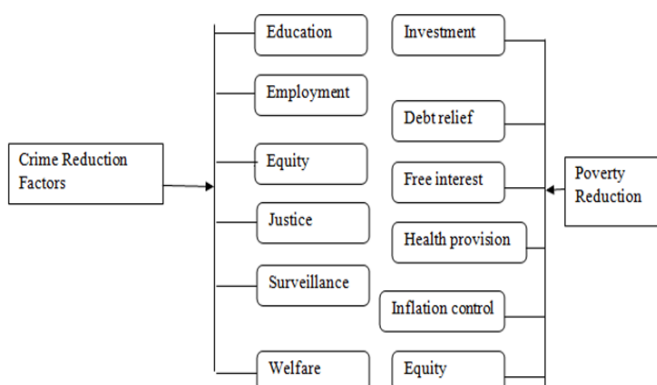 Education
Investment
Employment
Debt relief
Crime Reduction
Factors
Equity
Free interest
Poverty
Reduction
Justice
Health provision
Surveillance
Inflation control
Welfare
Equity